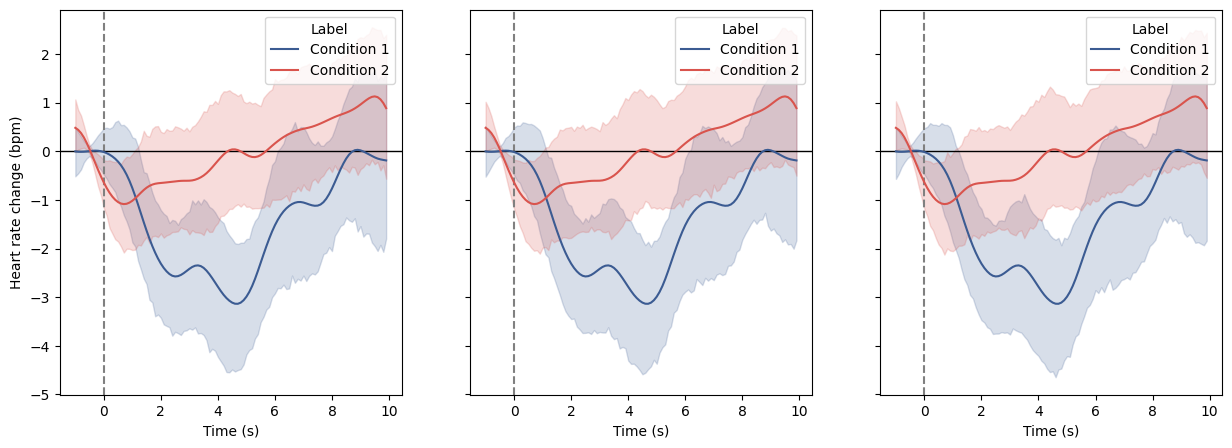 Heart rate change (bpm)
2
1
0
−1
−2
−3
−4
−5
Label
Condition 1
Condition 2
0 2 4 6 8 10
Time (s)
Label
Condition 1
Condition 2
0 2 4 6 8 10
Time (s)
Label
Condition 1
Condition 2
0 2 4 6 8 10
Time (s)